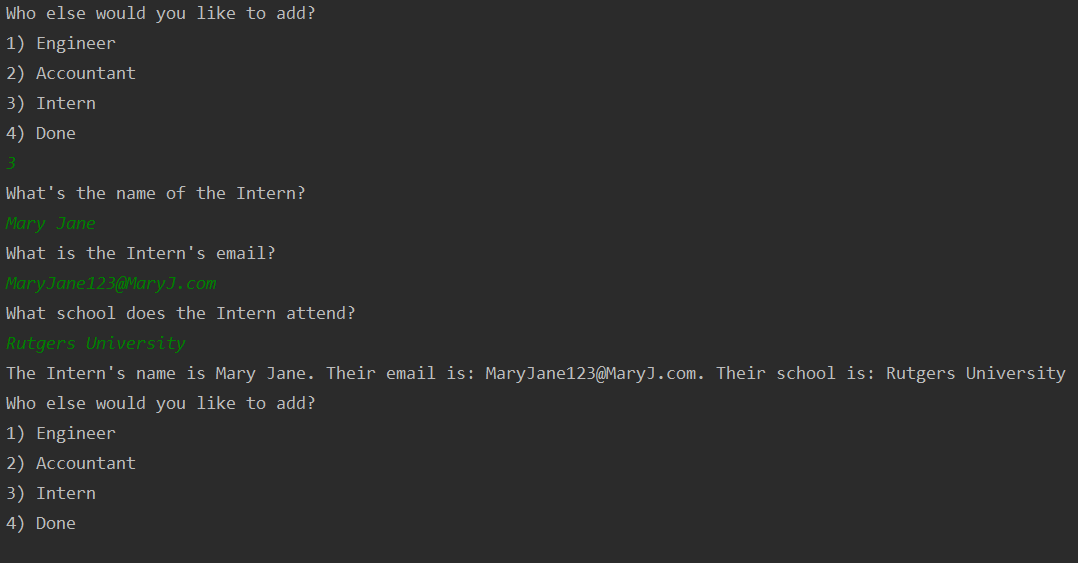 Who else would you like to add?
1) Engineer
2) Accountant
3) Intern
4) Done
3
What's the name of the Intern?
Mary Jane
What is the Intern's email?
MaryJane123@MaryJ.com
What school does the Intern attend?
Rutgers University
The Intern's name is Mary Jane. Their email is: MaryJane123@MaryJ.com. Their school is: Rutgers University
Who else would you like to add?
1) Engineer
2) Accountant
3) Intern
4) Done